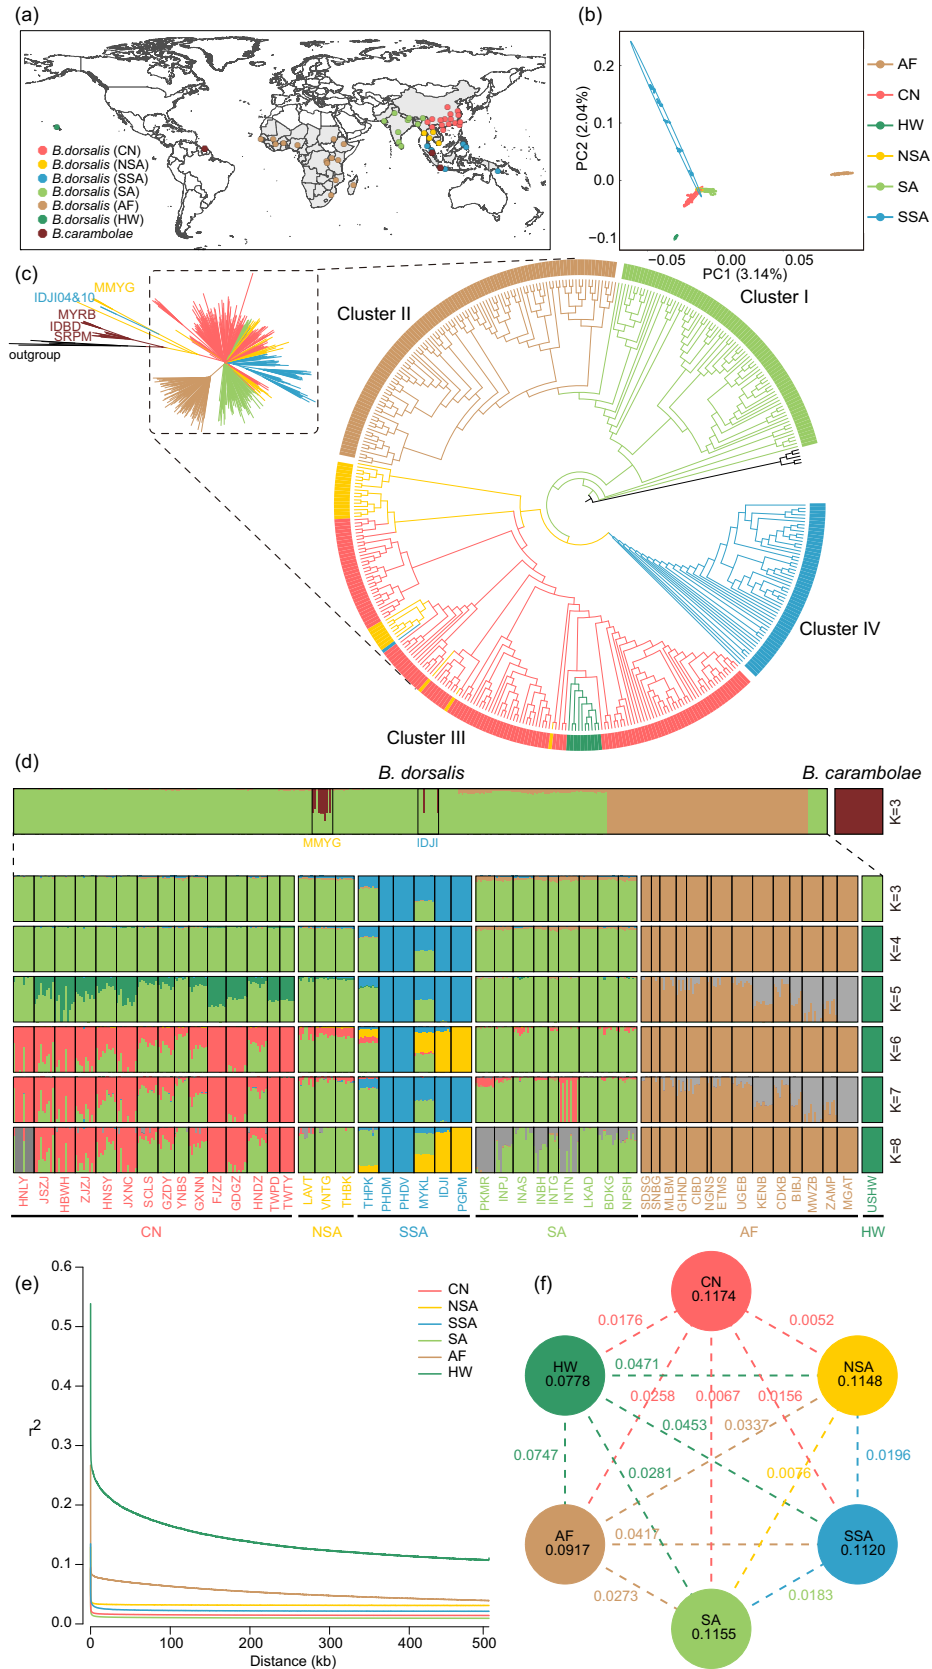 (a)
B.dorsalis (CN)
B.dorsalis (NSA)
B.dorsalis (SSA)
B.dorsalis (SA)
B.dorsalis (AF)
B.dorsalis (HW)
B.carambolae
(b)
PC2 (2.04%)
0.2
0.1
0.0
−0.1
−0.05
0.00
0.05
PC1 (3.14%)
AF
CN
HW
NSA
SA
SSA
(c)
MMYG
IDJI04&10
MYRB
IDBD
SRPM
outgroup
Cluster I
Cluster II
Cluster III
Cluster IV
(d)
B. dorsalis
B. carambolae
K=3
MMYG
IDJI
K=3
K=4
K=5
K=6
K=7
K=8
HNLY
JSZJ
HBWH
ZJZJ
HNSY
JXNC
SCLS
GZDY
YNBS
GXNN
FJZZ
GDGZ
HNDZ
TWPD
TWTY
LAVT
VNTG
THBK
THPK
PHDM
PHDV
MYKL
IDJI
PGPM
PKMR
INPJ
INAS
INBH
INTG
INTN
LKAD
BDKG
NPSH
SDSG
SNBG
MLBM
GHND
CIBD
NGNS
ETMS
UGEB
KENB
CDKB
BIBJ
MWZB
ZAMP
MGAT
USHW
CN
NSA
SSA
SA
AF
HW
(e)
r2
0.6
0.5
0.4
0.3
0.2
0.1
0.0
0
100
200
300
400
500
Distance (kb)
CN
NSA
SSA
SA
AF
HW
(f)
CN
0.1174
0.0176
0.0052
HW
0.0778
0.0471
NSA
0.1148
0.0258
0.0067
0.0156
0.0453
0.0337
0.0747
0.0281
0.0076
0.0196
AF
0.0917
0.0417
SSA
0.1120
0.0273
0.0183
SA
0.1155